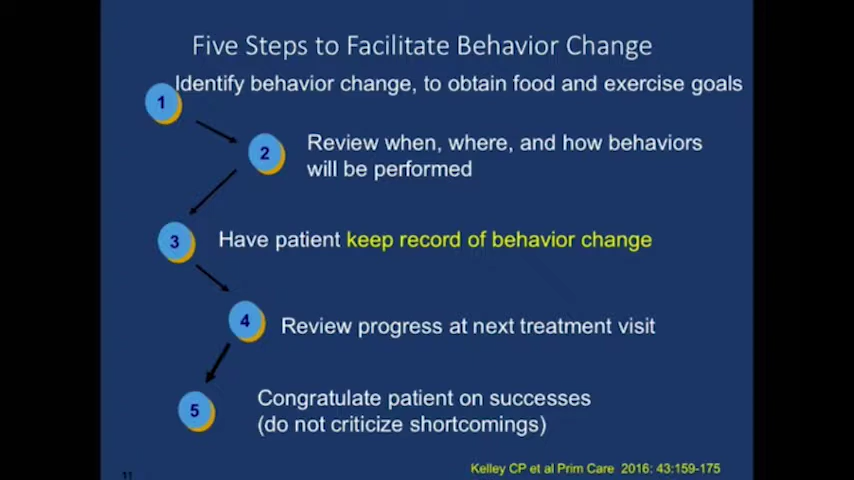 Five Steps to Facilitate Behavior Change
Identify behavior change, to obtain food and exercise goals
1
2
Review when, where, and how behaviors
will be performed
3
Have patient keep record of behavior change
4
Review progress at next treatment visit
5
Congratulate patient on successes
(do not criticize shortcomings)
Kelley CP et al Prim Care 2016: 43:159-175
11